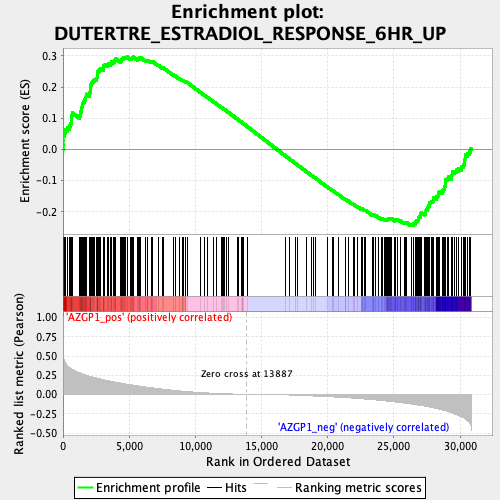 Enrichment plot:
DUTERTRE_ESTRADIOL_RESPONSE_6HR_UP
Enrichment score (ES)
0.3
0.2
0.1
0.0
-0.1
-0.2
'AZGP1_pos' (positively correlated)
Ranked list metric (Pearson)
1.00
0.75
0.50
0.25
0.00
-0.25
-0.50
Zero cross at 13887
'AZGP1_neg' (negatively correlated)
0 5,000 10,000 15,000 20,000 25,000 30,000
Rank in Ordered Dataset
Enrichment profile Hits Ranking metric scores